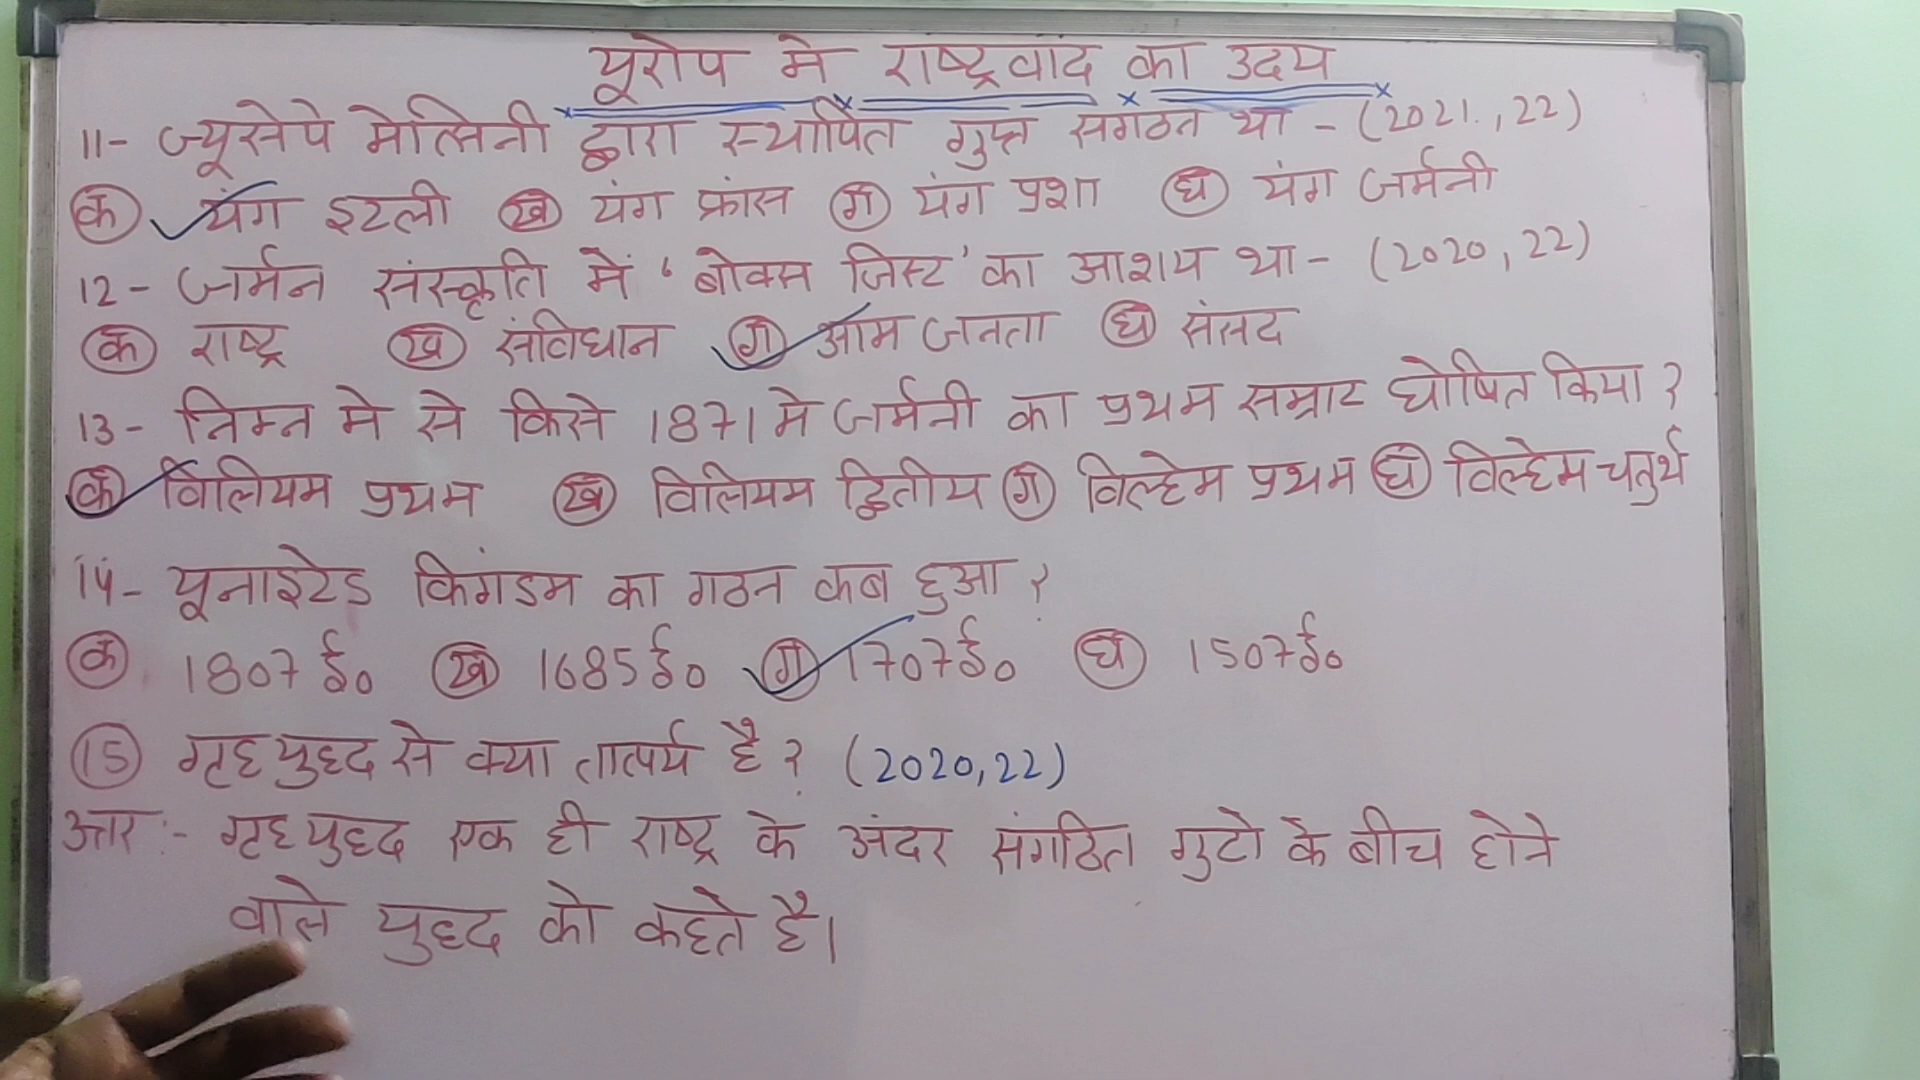 यूरोप मे राष्ट्रवाद का उदय
11- ज्यूसेपे मेत्सिनी द्वारा स्थापित गुप्त संगठन था - (2021., 22)
क यंग इटली ख यंग फ्रांस ग यंग प्रशा घ यंग जर्मनी
12- जर्मन संस्कृति में ' वोक्स जिस्ट ' का आशय था- (2020, 22)
क राष्ट्र ख संविधान ग आम जनता घ संसद
13- निम्न मे से किसे 1871 मे जर्मनी का प्रथम सम्राट घोषित किया ?
क विलियम प्रथम ख विलियम द्वितीय ग विल्हेम प्रथम घ विल्हेम चतुर्थ
14- यूनाइटेड किंगडम का गठन कब हुआ ?
क 1807 ई० ख 1685 ई० ग 1707 ई० घ 1507 ई०
15 गृहयुद्ध से क्या तात्पर्य है ? (2020, 22)
उत्तर :- गृहयुद्ध एक ही राष्ट्र के अंदर संगठित गुटो के बीच होने
वाले युद्ध को कहते है।